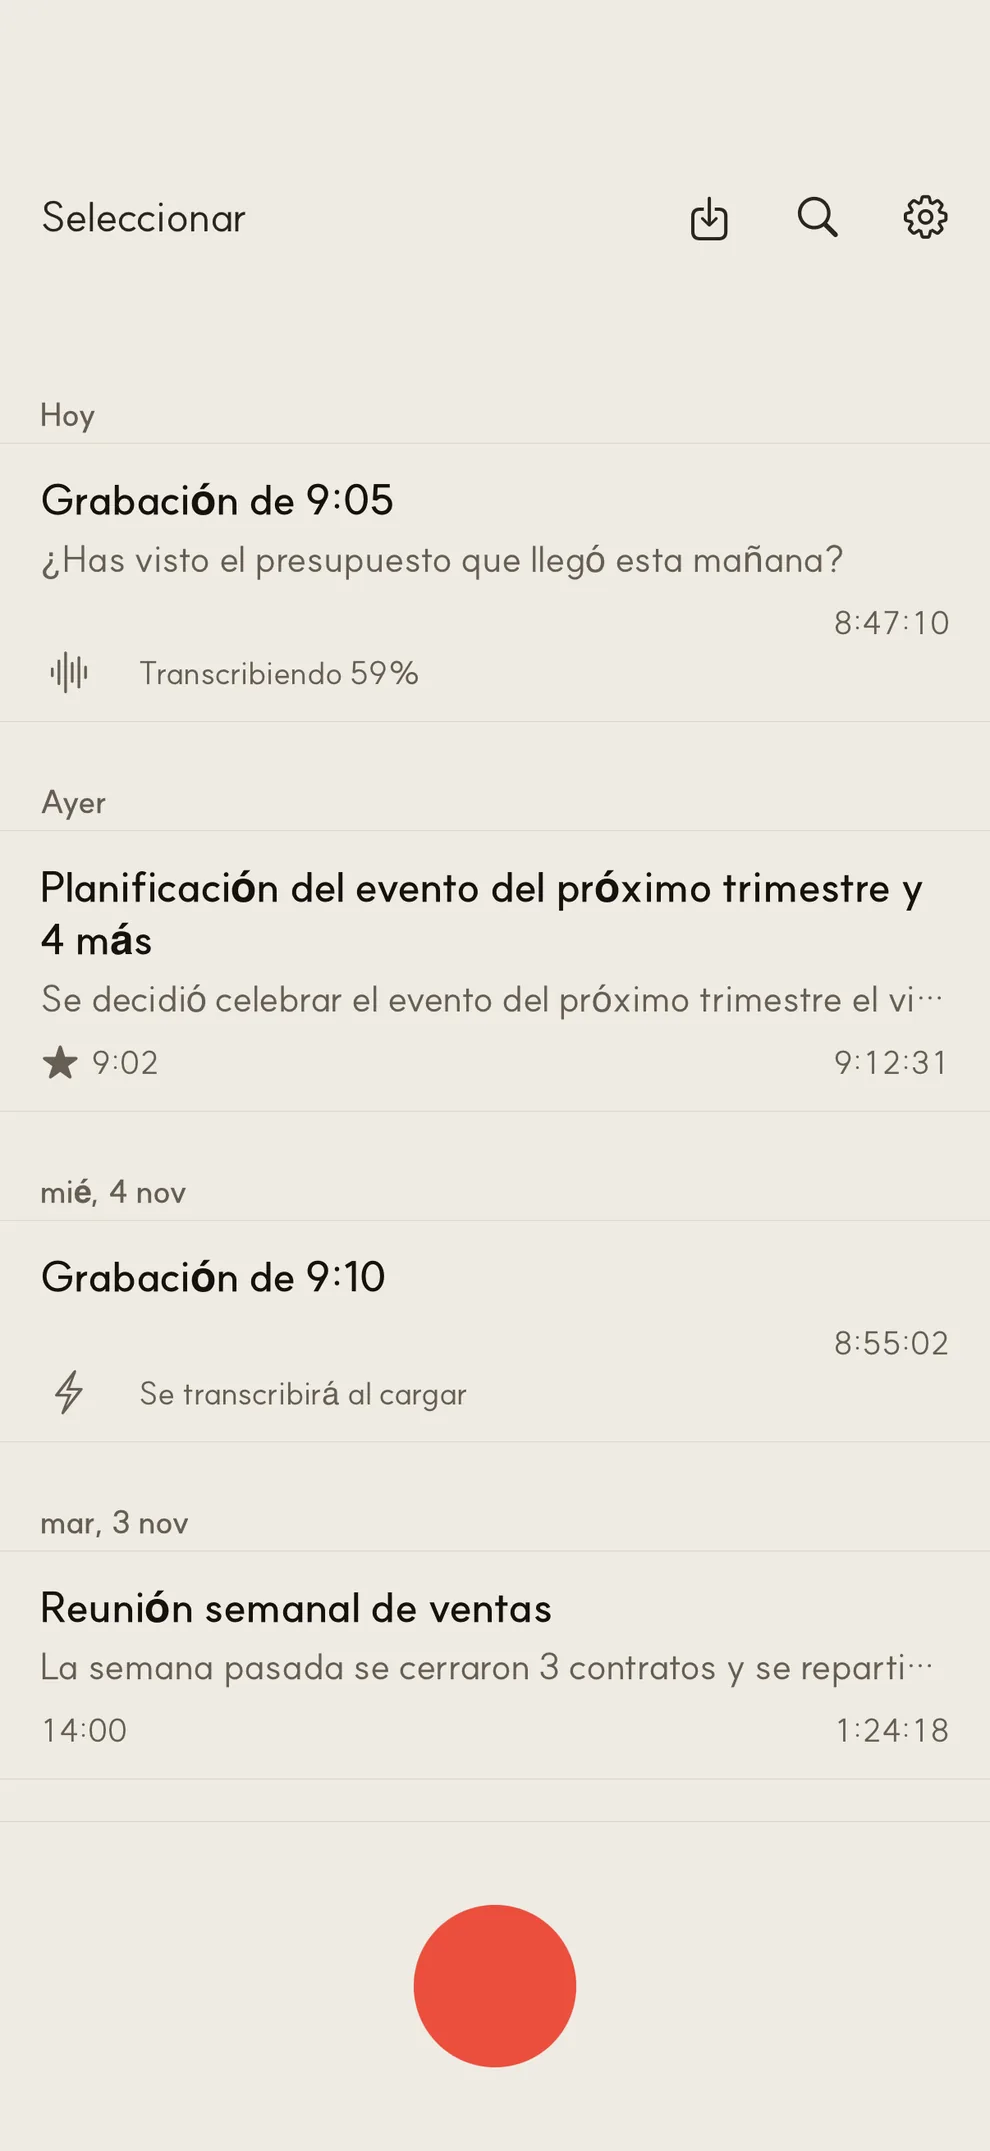 Seleccionar
Hoy
Grabación de 9:05
¿Has visto el presupuesto que llegó esta mañana?
8:47:10
Transcribiendo 59%
Ayer
Planificación del evento del próximo trimestre y
4 más
Se decidió celebrar el evento del próximo trimestre el vi...
9:02 9:12:31
mié, 4 nov
Grabación de 9:10
8:55:02
Se transcribirá al cargar
mar, 3 nov
Reunión semanal de ventas
La semana pasada se cerraron 3 contratos y se reparti...
14:00 1:24:18